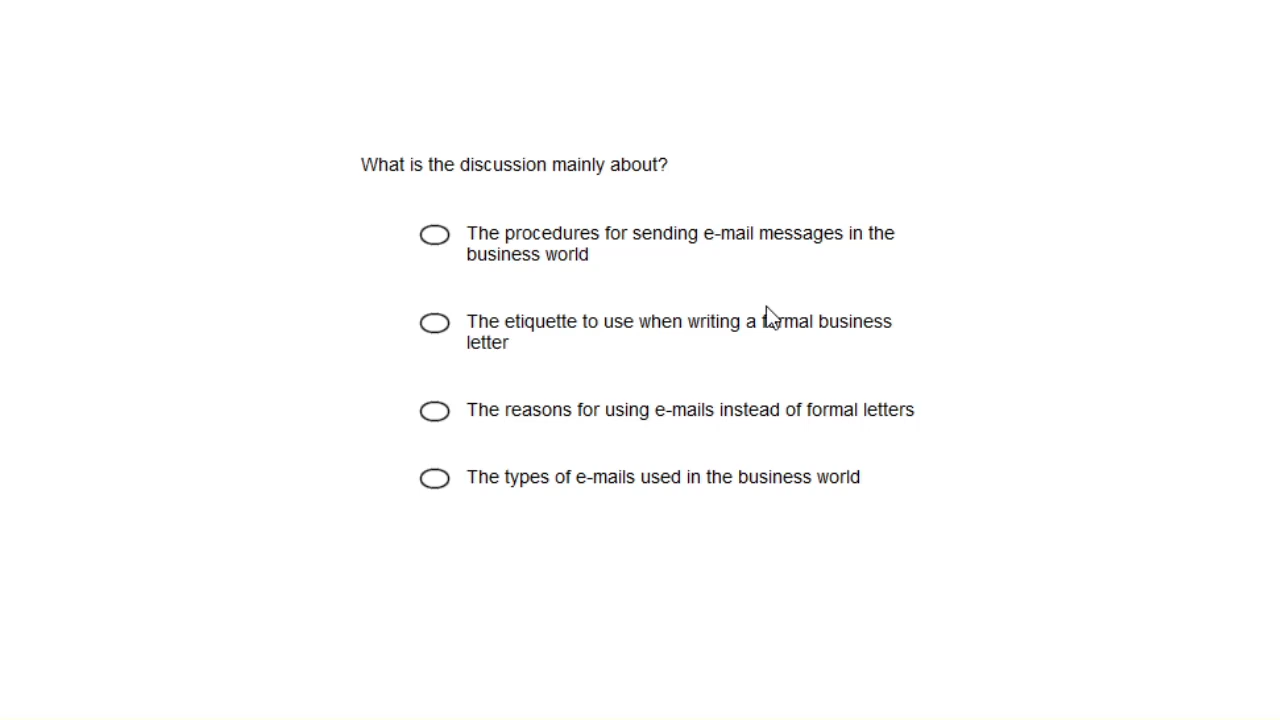 What is the discussion mainly about?
The procedures for sending e-mail messages in the
business world
The etiquette to use when writing a formal business
letter
The reasons for using e-mails instead of formal letters
The types of e-mails used in the business world